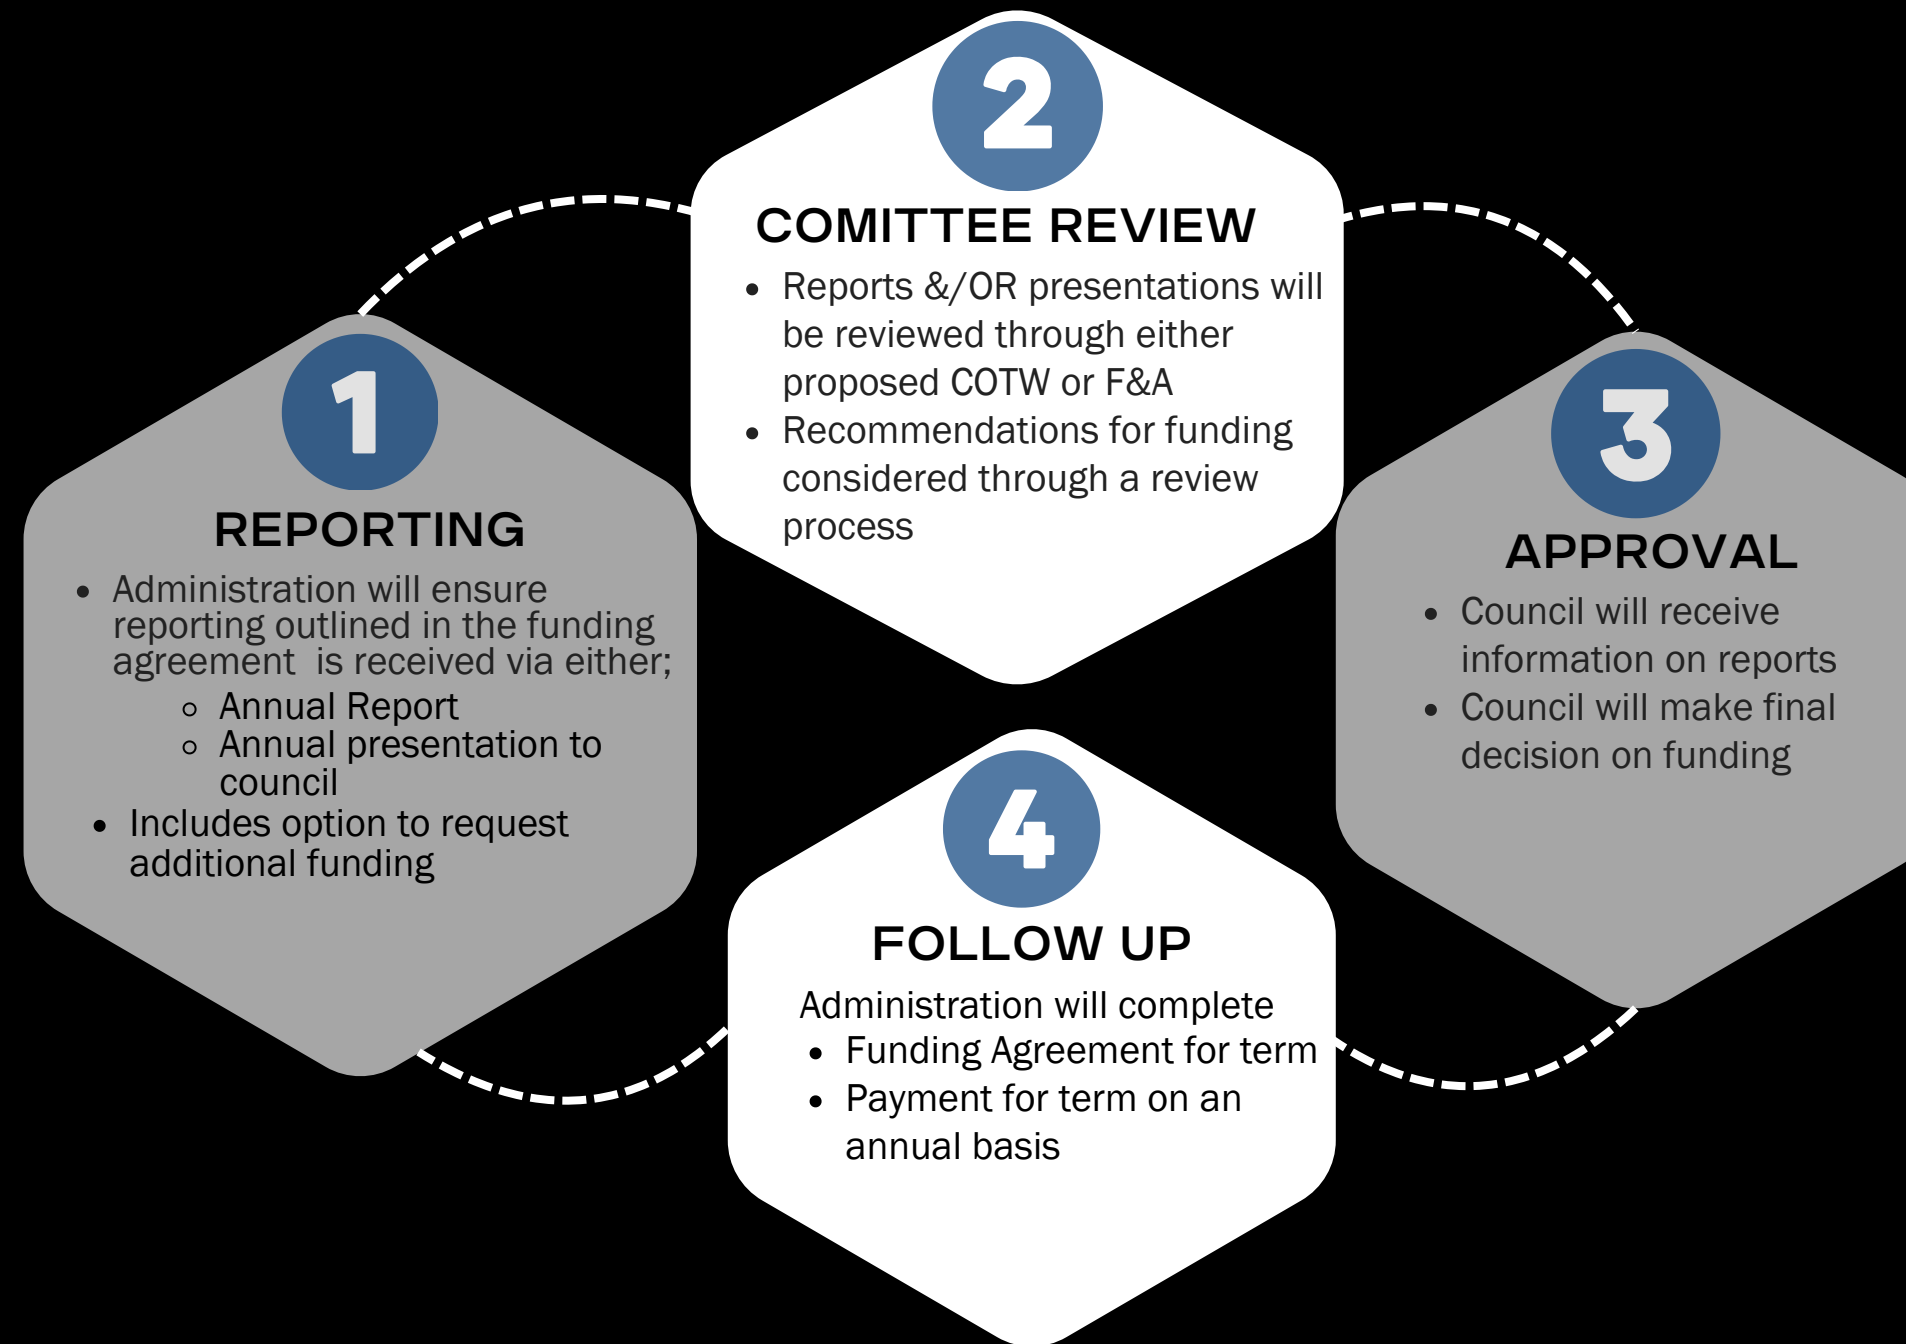 1
REPORTING
• Administration will ensure
reporting outlined in the funding
agreement  is received via either;
◦ Annual Report
◦ Annual presentation to
council
• Includes option to request
additional funding
2
COMITTEE REVIEW
• Reports &/OR presentations will
be reviewed through either
proposed COTW or F&A
• Recommendations for funding
considered through a review
process
3
APPROVAL
• Council will receive
information on reports
• Council will make final
decision on funding
4
FOLLOW UP
Administration will complete
• Funding Agreement for term
• Payment for term on an
annual basis